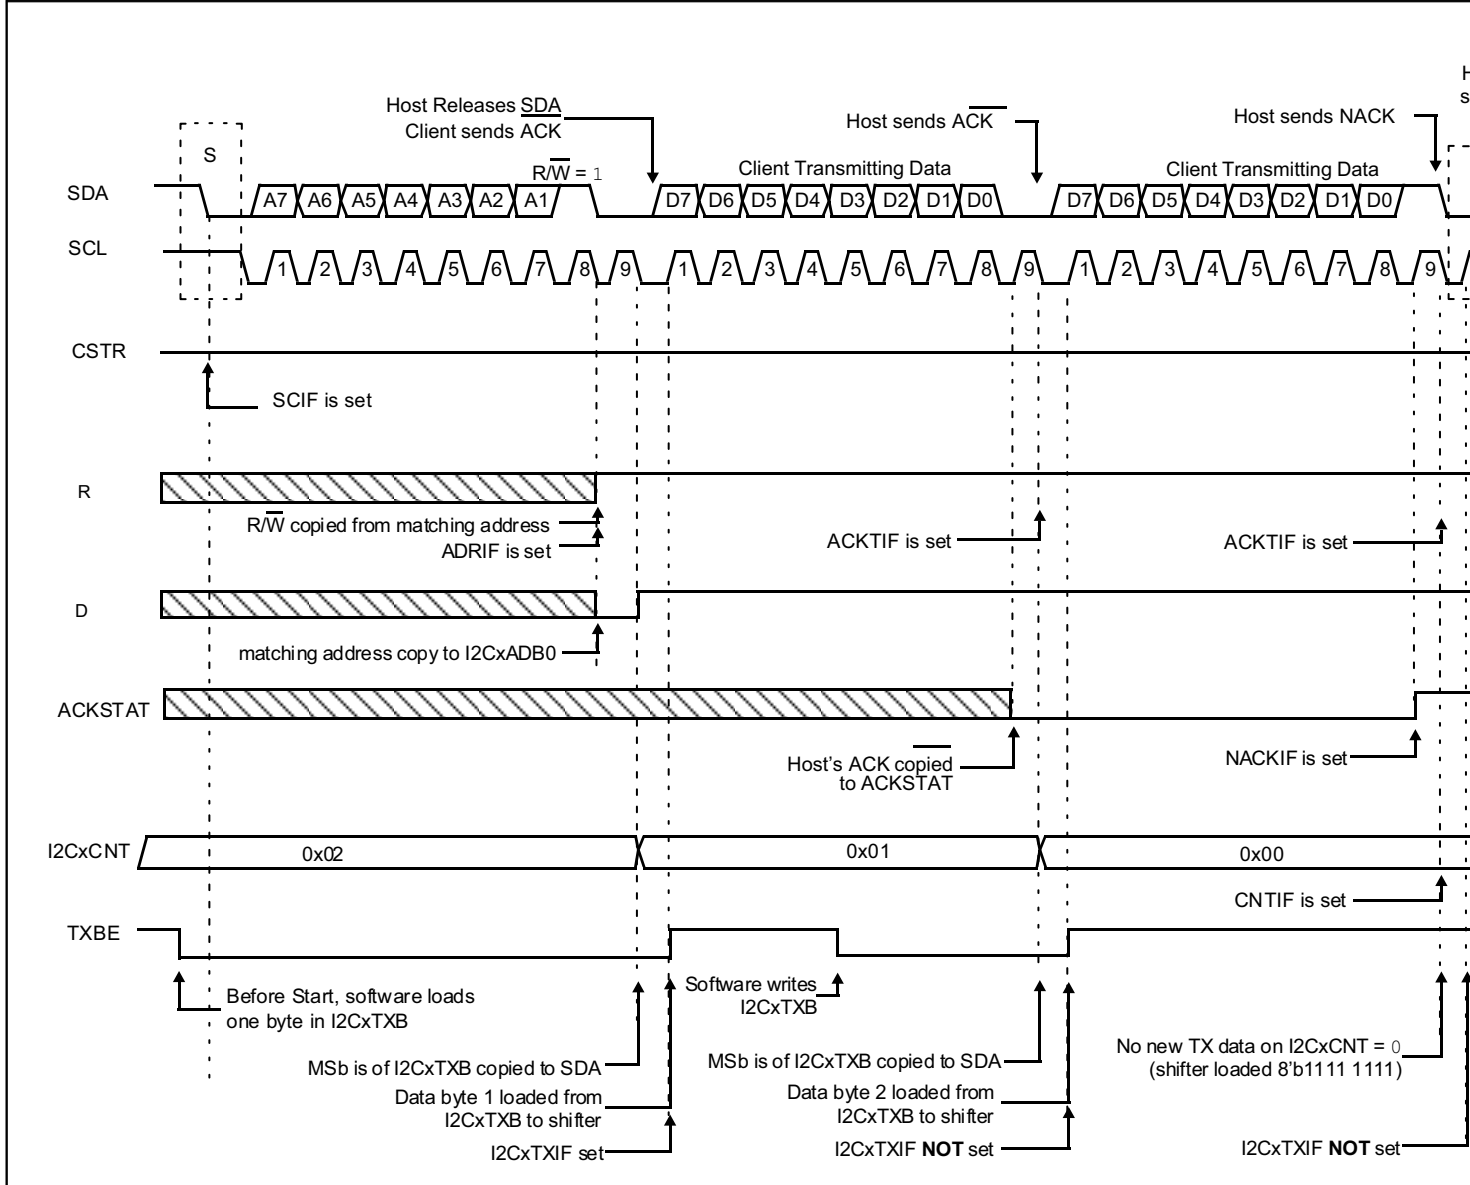 H
s
Host Releases SDA
Client sends ACK
Host sends ACK
Host sends NACK
S
R/W = 1
Client Transmitting Data
Client Transmitting Data
SDA
A7 A6 A5 A4 A3 A2 A1 D7 D6 D5 D4 D3 D2 D1 D0 D7 D6 D5 D4 D3 D2 D1 D0
SCL
1 2 3 4 5 6 7 8 9 1 2 3 4 5 6 7 8 9 1 2 3 4 5 6 7 8 9
CSTR
SCIF is set
R
R/W copied from matching address
ADRIF is set
ACKTIF is set
ACKTIF is set
D
matching address copy to I2CxADB0
ACKSTAT
Host's ACK copied
to ACKSTAT
NACKIF is set
I2CxCNT
0x02
0x01
0x00
CNTIF is set
TXBE
Before Start, software loads
one byte in I2CxTXB
Software writes
I2CxTXB
MSb is of I2CxTXB copied to SDA
Data byte 1 loaded from
I2CxTXB to shifter
I2CxTXIF set
MSb is of I2CxTXB copied to SDA
Data byte 2 loaded from
I2CxTXB to shifter
I2CxTXIF NOT set
No new TX data on I2CxCNT = 0
(shifter loaded 8'b1111 1111)
I2CxTXIF NOT set